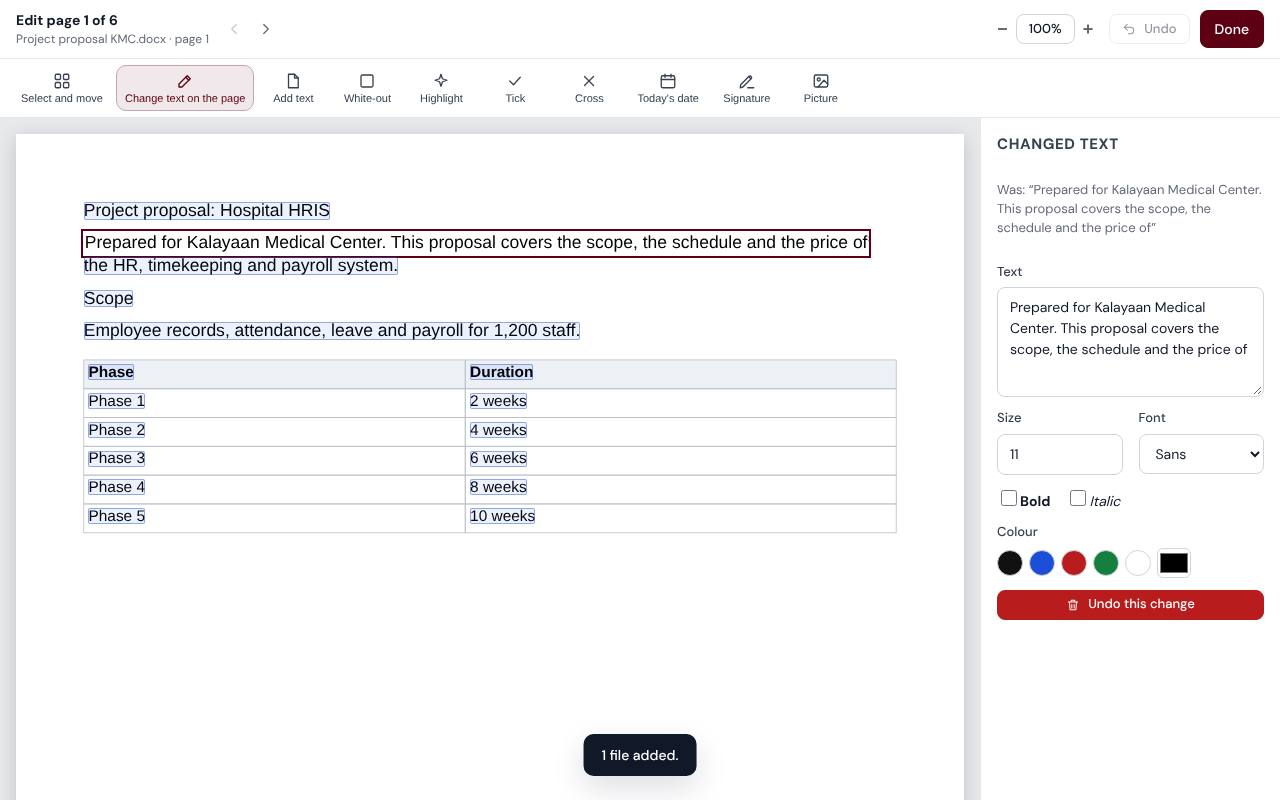 Edit page 1 of 6
Project proposal KMC.docx · page 1
100%
Undo
Done
Select and move
Change text on the page
Add text
White-out
Highlight
Tick
Cross
Today's date
Signature
Picture
Project proposal: Hospital HRIS
Prepared for Kalayaan Medical Center. This proposal covers the scope, the schedule and the price of
the HR, timekeeping and payroll system.
Scope
Employee records, attendance, leave and payroll for 1,200 staff.
Phase Duration
Phase 1 2 weeks
Phase 2 4 weeks
Phase 3 6 weeks
Phase 4 8 weeks
Phase 5 10 weeks
CHANGED TEXT
Was: “Prepared for Kalayaan Medical Center.
This proposal covers the scope, the
schedule and the price of”
Text
Prepared for Kalayaan Medical
Center. This proposal covers the
scope, the schedule and the price of
Size Font
11 Sans
Bold Italic
Colour
Undo this change
1 file added.